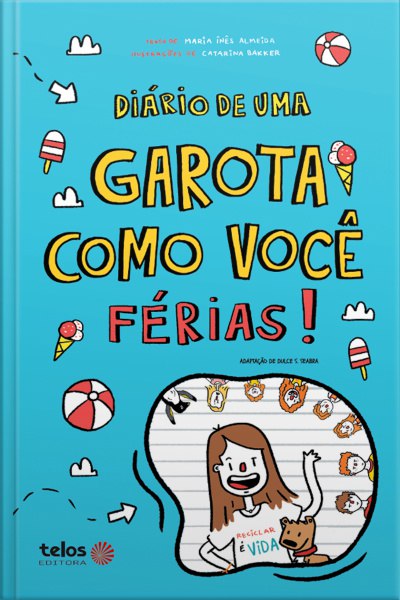 TEXTO DE MARIA INÊS ALMEIDA
ILUSTRAÇÕES DE CATARINA BAKKER
DIÁRIO DE UMA
GAROTA
COMO VOCÊ
FÉRIAS!
ADAPTAÇÃO DE DULCE S. SEABRA
RECICLAR
É VIDA
telos
EDITORA